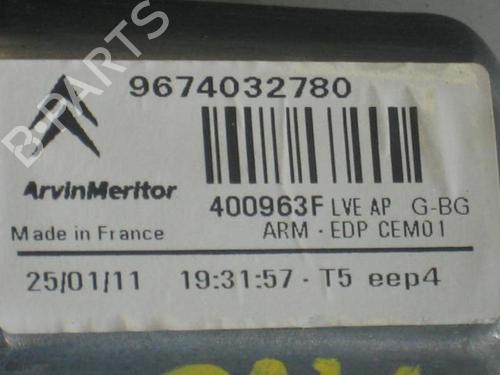 9674032780
B-PARTS
ArvinMeritor
400963F LVE AP G-BG
Made in France
ARM - EDP CEM01
25/01/11 19:31:57 - T5 eep4